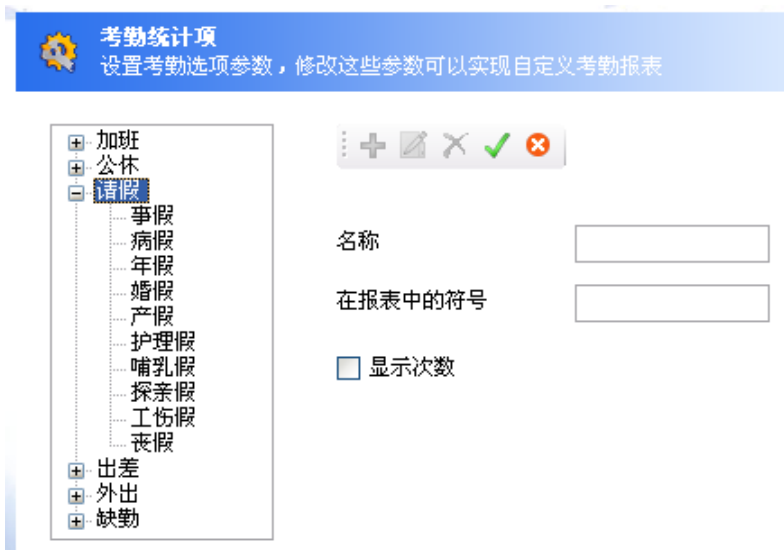 考勤统计项
设置考勤选项参数，修改这些参数可以实现自定义考勤报表
加班
公休
请假
事假
病假
年假
婚假
产假
护理假
哺乳假
探亲假
工伤假
丧假
出差
外出
缺勤
名称
在报表中的符号
显示次数